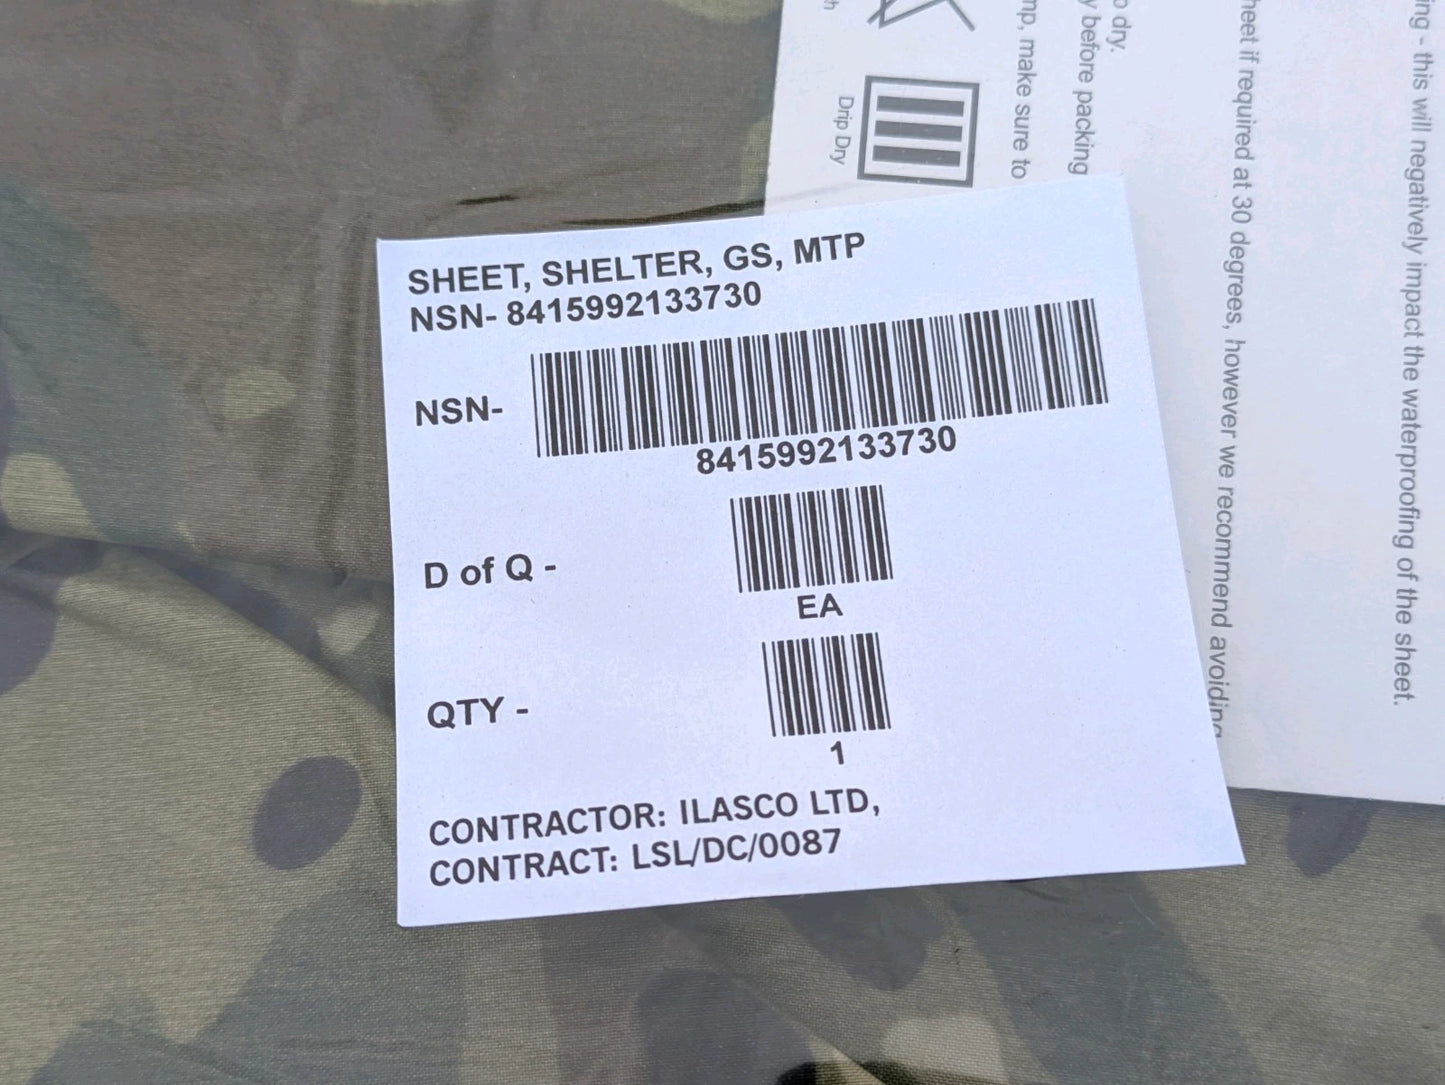 SHEET, SHELTER, GS, MTP
NSN- 8415992133730
NSN-
8415992133730
D of Q -
EA
QTY -
1
CONTRACTOR: ILASCO LTD,
CONTRACT: LSL/DC/0087
ing - this will negatively impact the waterproofing of the sheet.
heet if required at 30 degrees, however we recommend avoiding
dry.
before packing
mp, make sure to
Drip Dry